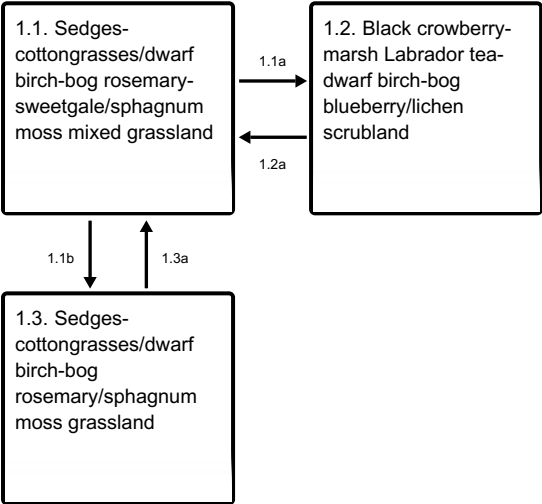 1.1. Sedges-
cottongrasses/dwarf
birch-bog rosemary-
sweetgale/sphagnum
moss mixed grassland
1.1a
1.2a
1.2. Black crowberry-
marsh Labrador tea-
dwarf birch-bog
blueberry/lichen
scrubland
1.1b
1.3a
1.3. Sedges-
cottongrasses/dwarf
birch-bog
rosemary/sphagnum
moss grassland